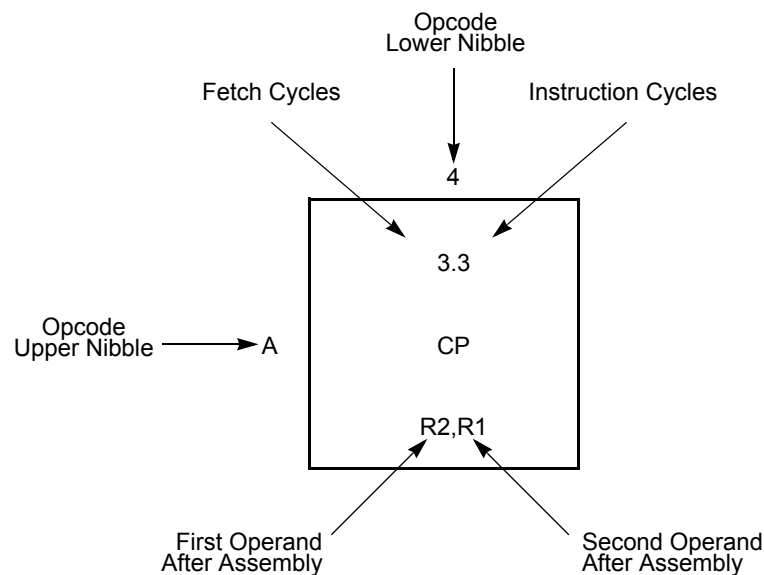 Opcode
Lower Nibble
Fetch Cycles
Instruction Cycles
4
3.3
Opcode
Upper Nibble
A
CP
R2,R1
First Operand
After Assembly
Second Operand
After Assembly